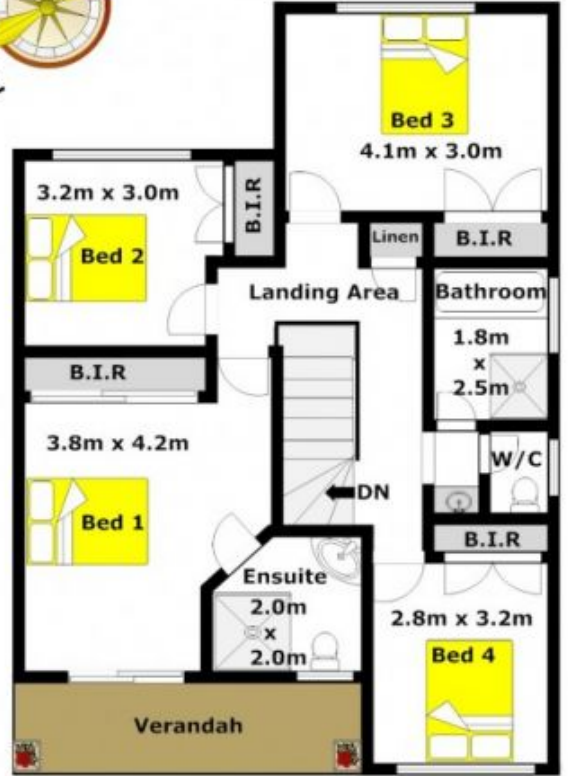 Bed 3
4.1m x 3.0m
3.2m x 3.0m
B.I.R
Bed 2
Linen
B.I.R
Landing Area
Bathroom
1.8m
x
2.5m
B.I.R
3.8m x 4.2m
W/C
DN
Bed 1
B.I.R
Ensuite
2.0m
x
2.0m
2.8m x 3.2m
Bed 4
Verandah